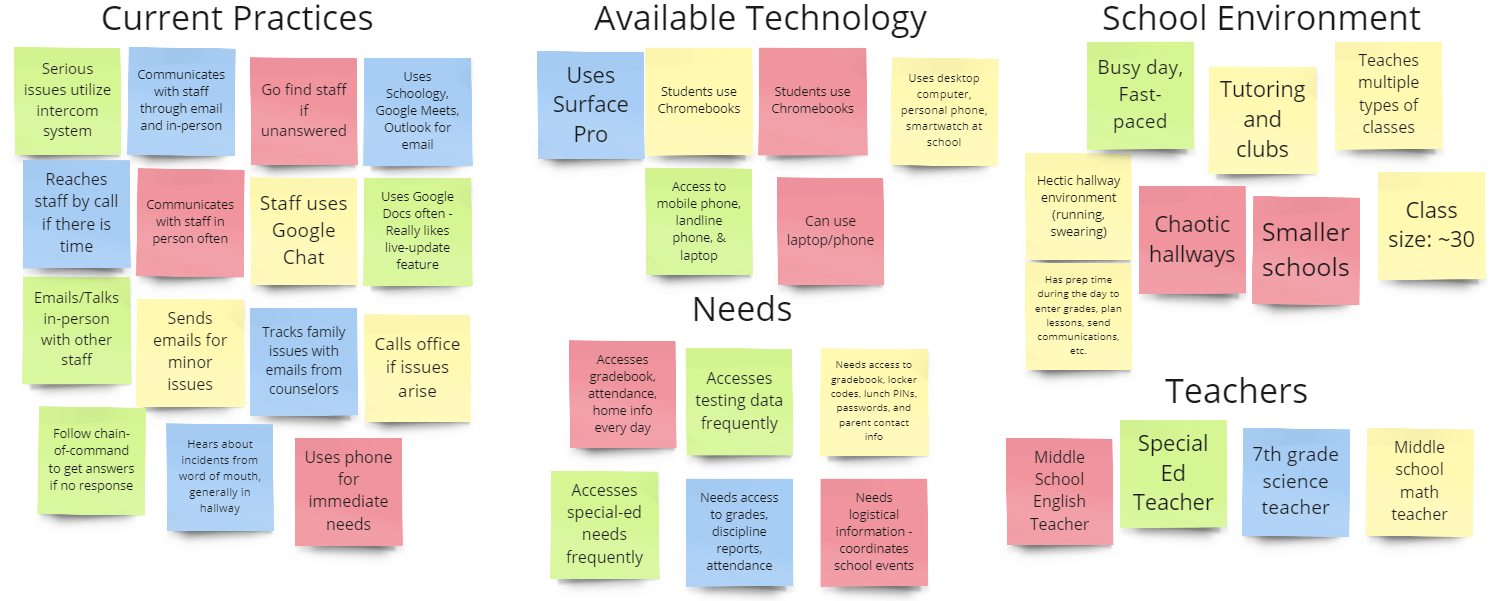 Current Practices
Serious
issues utilize
intercom
system
Communicates
with staff
through email
and in-person
Go find staff
if
unanswered
Uses
Schoology,
Google Meets,
Outlook for
email
Reaches
staff by call
if there is
time
Communicates
with staff in
person often
Staff uses
Google
Chat
Uses Google
Docs often -
Really likes
live-update
feature
Emails/Talks
in-person
with other
staff
Sends
emails for
minor
issues
Tracks family
issues with
emails from
counselors
Calls office
if issues
arise
Follow chain-
of-command
to get answers
if no response
Hears about
incidents from
word of mouth,
generally in
hallway
Uses phone
for
immediate
needs
Available Technology
Uses
Surface
Pro
Students use
Chromebooks
Students use
Chromebooks
Uses desktop
computer,
personal phone,
smartwatch at
school
Access to
mobile phone,
landline
phone, &
laptop
Can use
laptop/phone
Needs
Accesses
gradebook,
attendance,
home info
every day
Accesses
testing data
frequently
Needs access to
gradebook, locker
codes, lunch PINs,
passwords, and
parent contact
info
Accesses
special-ed
needs
frequently
Needs access
to grades,
discipline
reports,
attendance
Needs
logistical
information -
coordinates
school events
School Environment
Busy day,
Fast-
paced
Tutoring
and
clubs
Teaches
multiple
types of
classes
Hectic hallway
environment
(running,
swearing)
Chaotic
hallways
Smaller
schools
Class
size: ~30
Has prep time
during the day to
enter grades, plan
lessons, send
communications,
etc.
Teachers
Middle
School
English
Teacher
Special
Ed
Teacher
7th grade
science
teacher
Middle
school
math
teacher